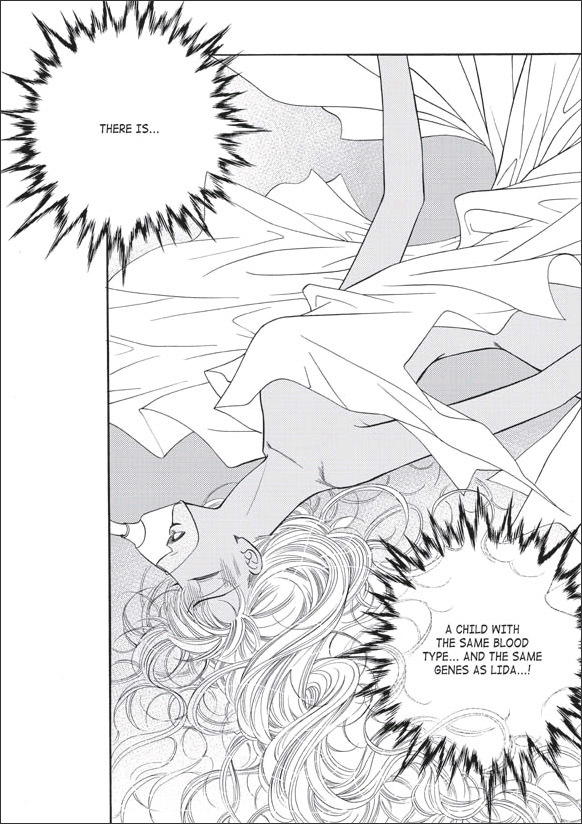 THERE IS...
A CHILD WITH
THE SAME BLOOD
TYPE... AND THE SAME
GENES AS LIDA...!